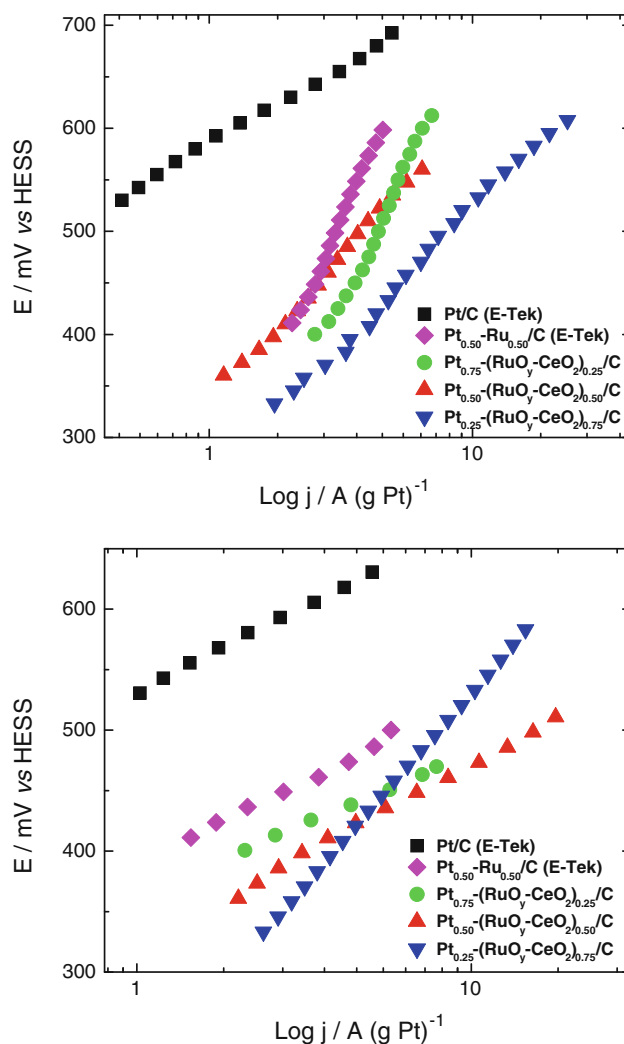 700
600
500
400
300
E / mV vs HESS
1
10
Log j / A (g Pt)-1
Pt/C (E-Tek)
Pt0.50-Ru0.50/C (E-Tek)
Pt0.75-(RuOy-CeO2)0.25/C
Pt0.50-(RuOy-CeO2)0.50/C
Pt0.25-(RuOy-CeO2)0.75/C
600
500
400
300
E / mV vs HESS
1
10
Log j / A (g Pt)-1
Pt/C (E-Tek)
Pt0.50-Ru0.50/C (E-Tek)
Pt0.75-(RuOy-CeO2)0.25/C
Pt0.50-(RuOy-CeO2)0.50/C
Pt0.25-(RuOy-CeO2)0.75/C